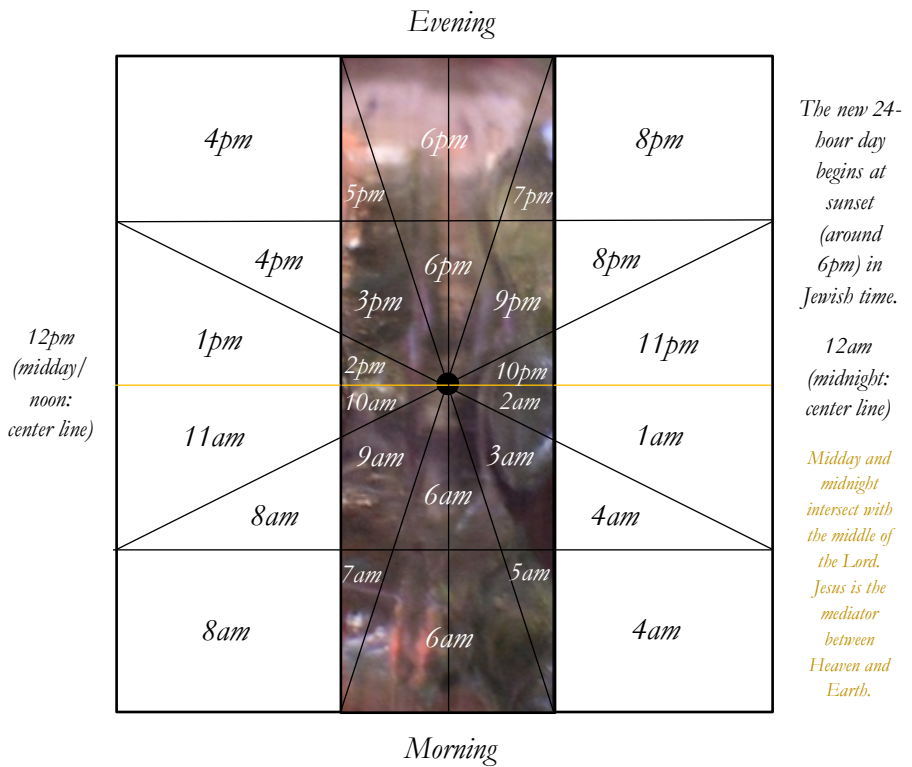 Evening
4pm
6pm
8pm
5pm
7pm
4pm
6pm
8pm
3pm
9pm
1pm
11pm
2pm
10pm
12pm
(midday/
noon:
center line)
10am
2am
11am
1am
9am
3am
6am
8am
4am
7am
5am
8am
6am
4am
Morning
The new 24-
hour day
begins at
sunset
(around
6pm) in
Jewish time.
12am
(midnight:
center line)
Midday and
midnight
intersect with
the middle of
the Lord.
Jesus is the
mediator
between
Heaven and
Earth.